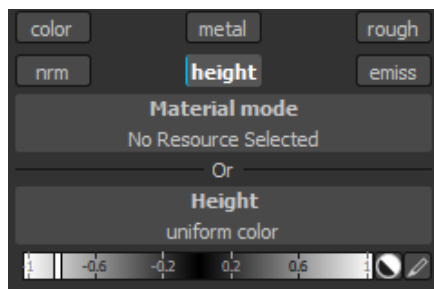 color metal rough
nrm height emiss
Material mode
No Resource Selected
Or
Height
uniform color
-1 -0.6 -0.2 0.2 0.6 1